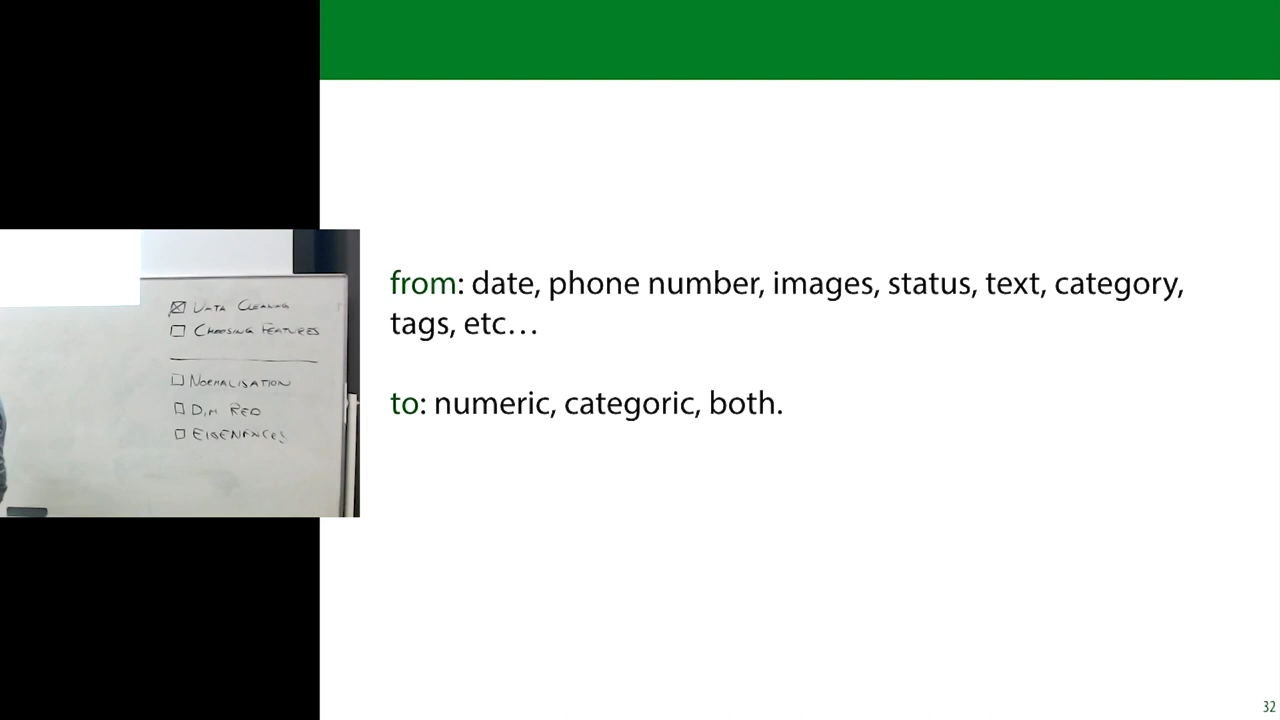 DATA CLEANING
CHOOSING FEATURES
NORMALISATION
DIM RED
EIGENFACES
from: date, phone number, images, status, text, category,
tags, etc…
to: numeric, categoric, both.
32